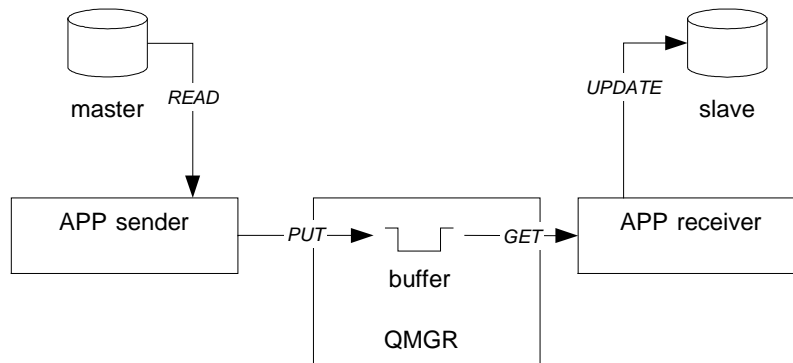 master
READ
UPDATE
slave
APP sender
PUT
buffer
GET
APP receiver
QMGR